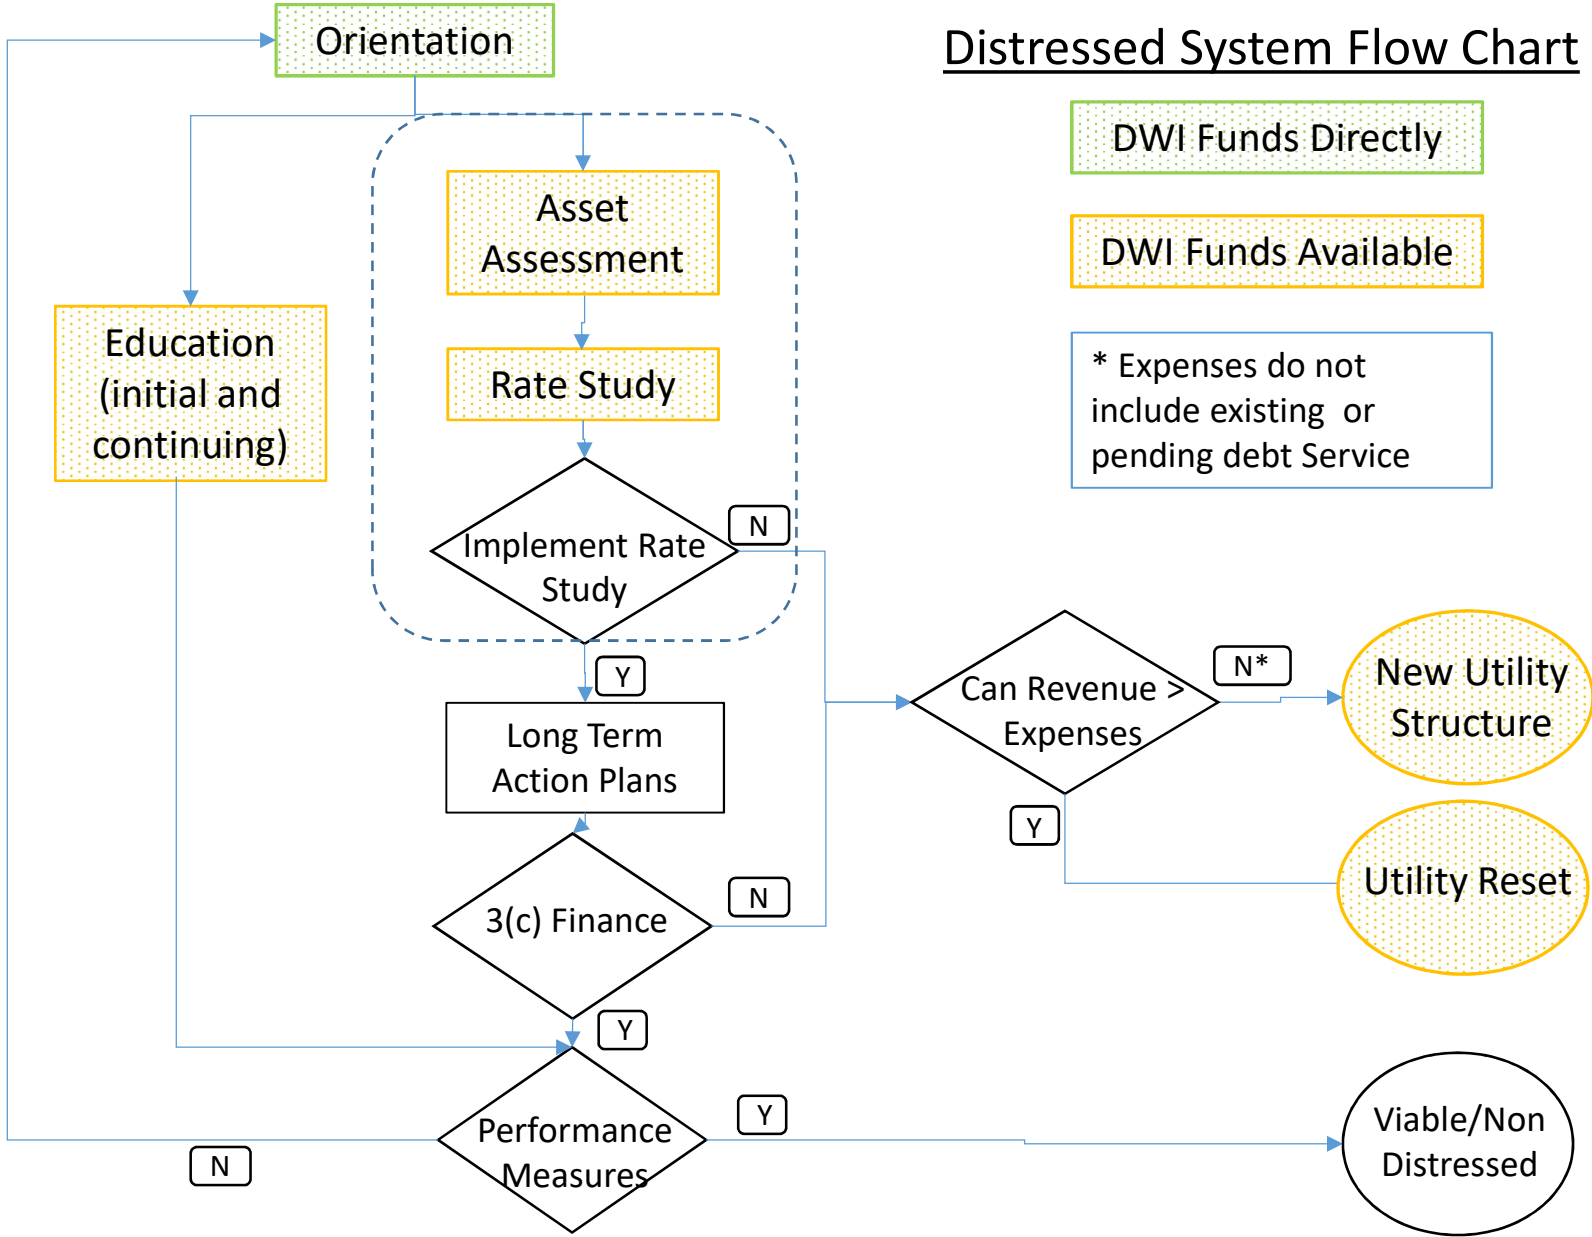 Orientation
Distressed System Flow Chart
DWI Funds Directly
DWI Funds Available
* Expenses do not
include existing or
pending debt Service
Asset
Assessment
Education
(initial and
continuing)
Rate Study
Implement Rate
Study
N
Y
Long Term
Action Plans
Can Revenue >
Expenses
N*
New Utility
Structure
Y
Utility Reset
3(c) Finance
N
Y
Performance
Measures
Y
N
Viable/Non
Distressed